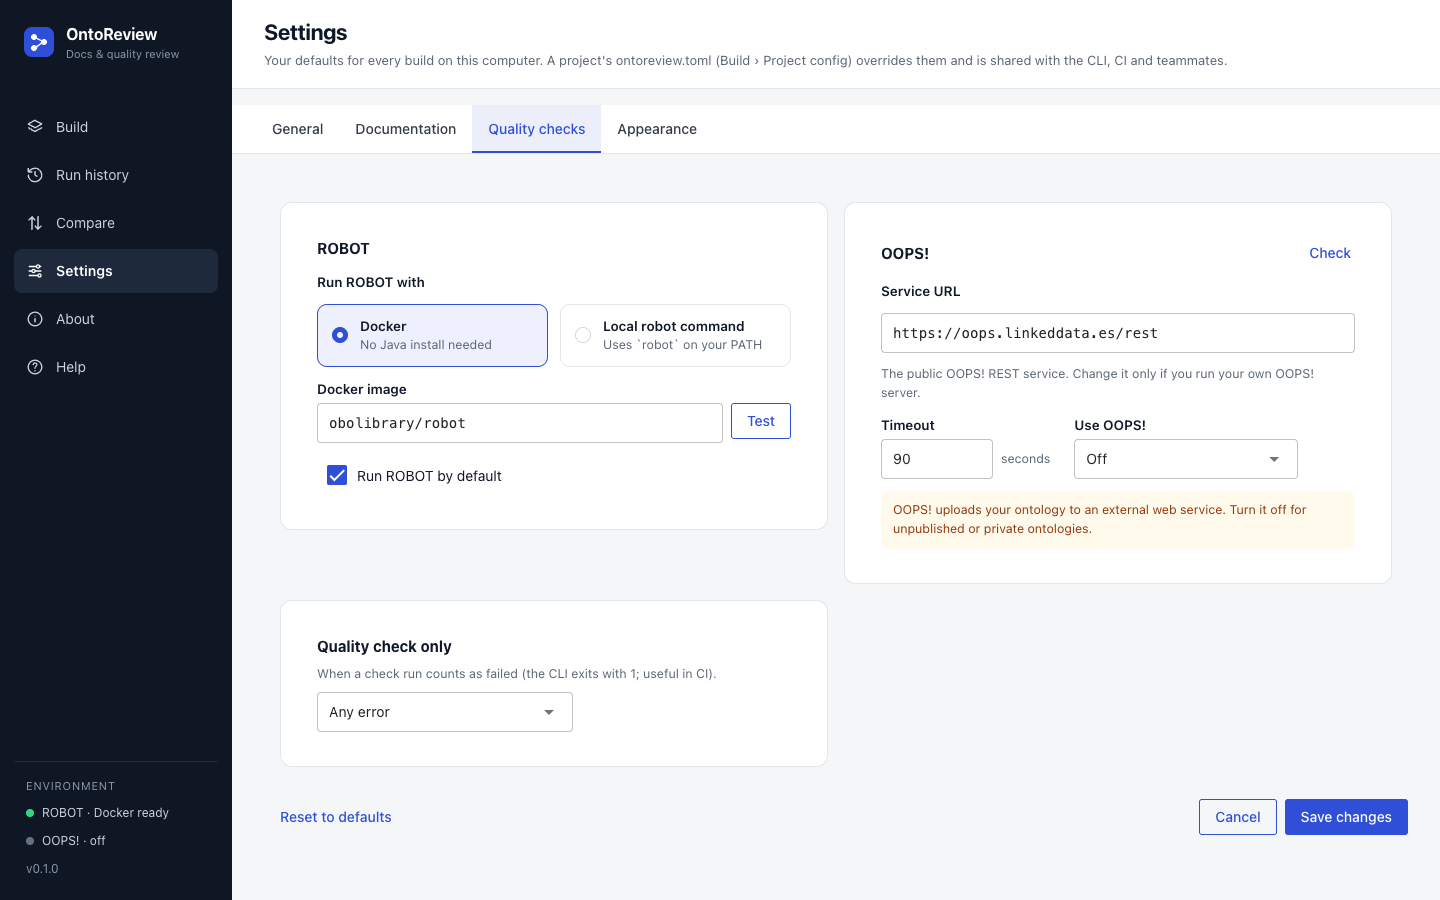 OntoReview
Docs & quality review
Build
Run history
Compare
Settings
About
Help
ENVIRONMENT
ROBOT · Docker ready
OOPS! · off
v0.1.0
Settings
Your defaults for every build on this computer. A project's ontoreview.toml (Build › Project config) overrides them and is shared with the CLI, CI and teammates.
General
Documentation
Quality checks
Appearance
ROBOT
Run ROBOT with
Docker
No Java install needed
Local robot command
Uses `robot` on your PATH
Docker image
obolibrary/robot
Test
Run ROBOT by default
OOPS!
Check
Service URL
https://oops.linkeddata.es/rest
The public OOPS! REST service. Change it only if you run your own OOPS!
server.
Timeout
90
seconds
Use OOPS!
Off
OOPS! uploads your ontology to an external web service. Turn it off for
unpublished or private ontologies.
Quality check only
When a check run counts as failed (the CLI exits with 1; useful in CI).
Any error
Reset to defaults
Cancel
Save changes